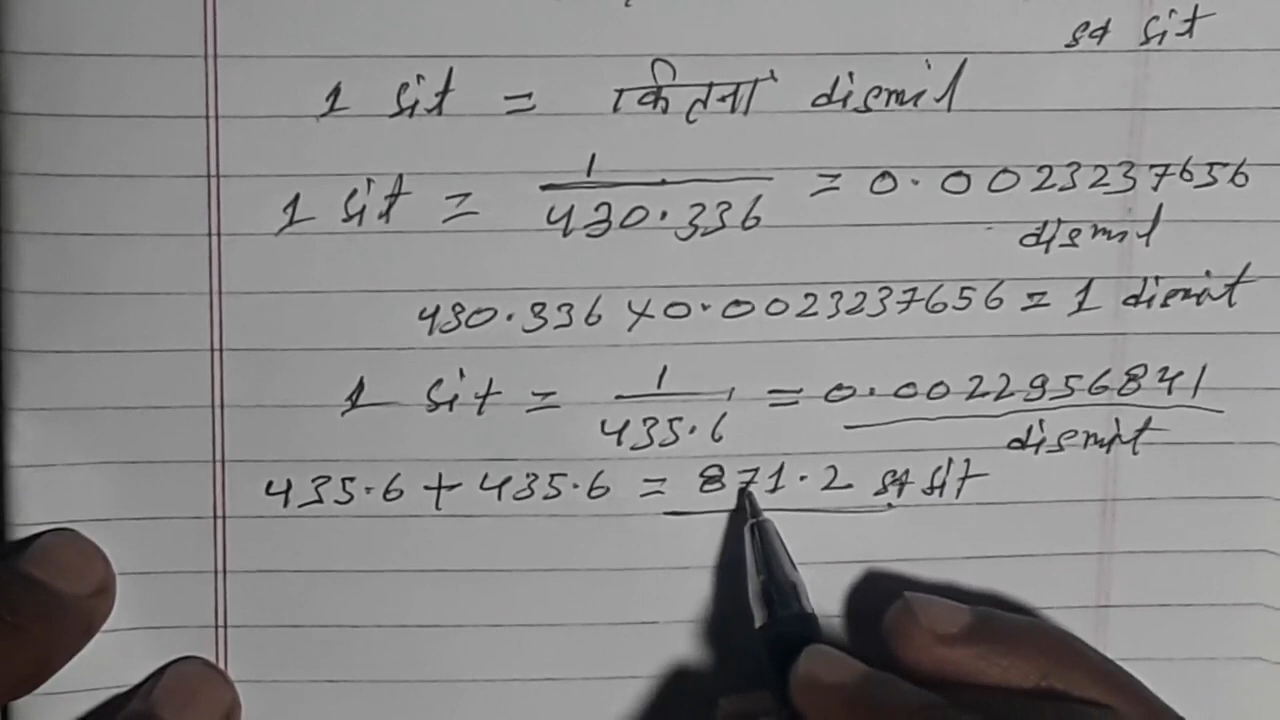 sq sit
1 sit = कितना dismil
1 sit = 1/430.336 = 0.0023237656
dismil
430.336 x 0.0023237656 = 1 dismil
1 sit = 1/435.6 = 0.0022956841
dismil
435.6 + 435.6 = 871.2 sq sit